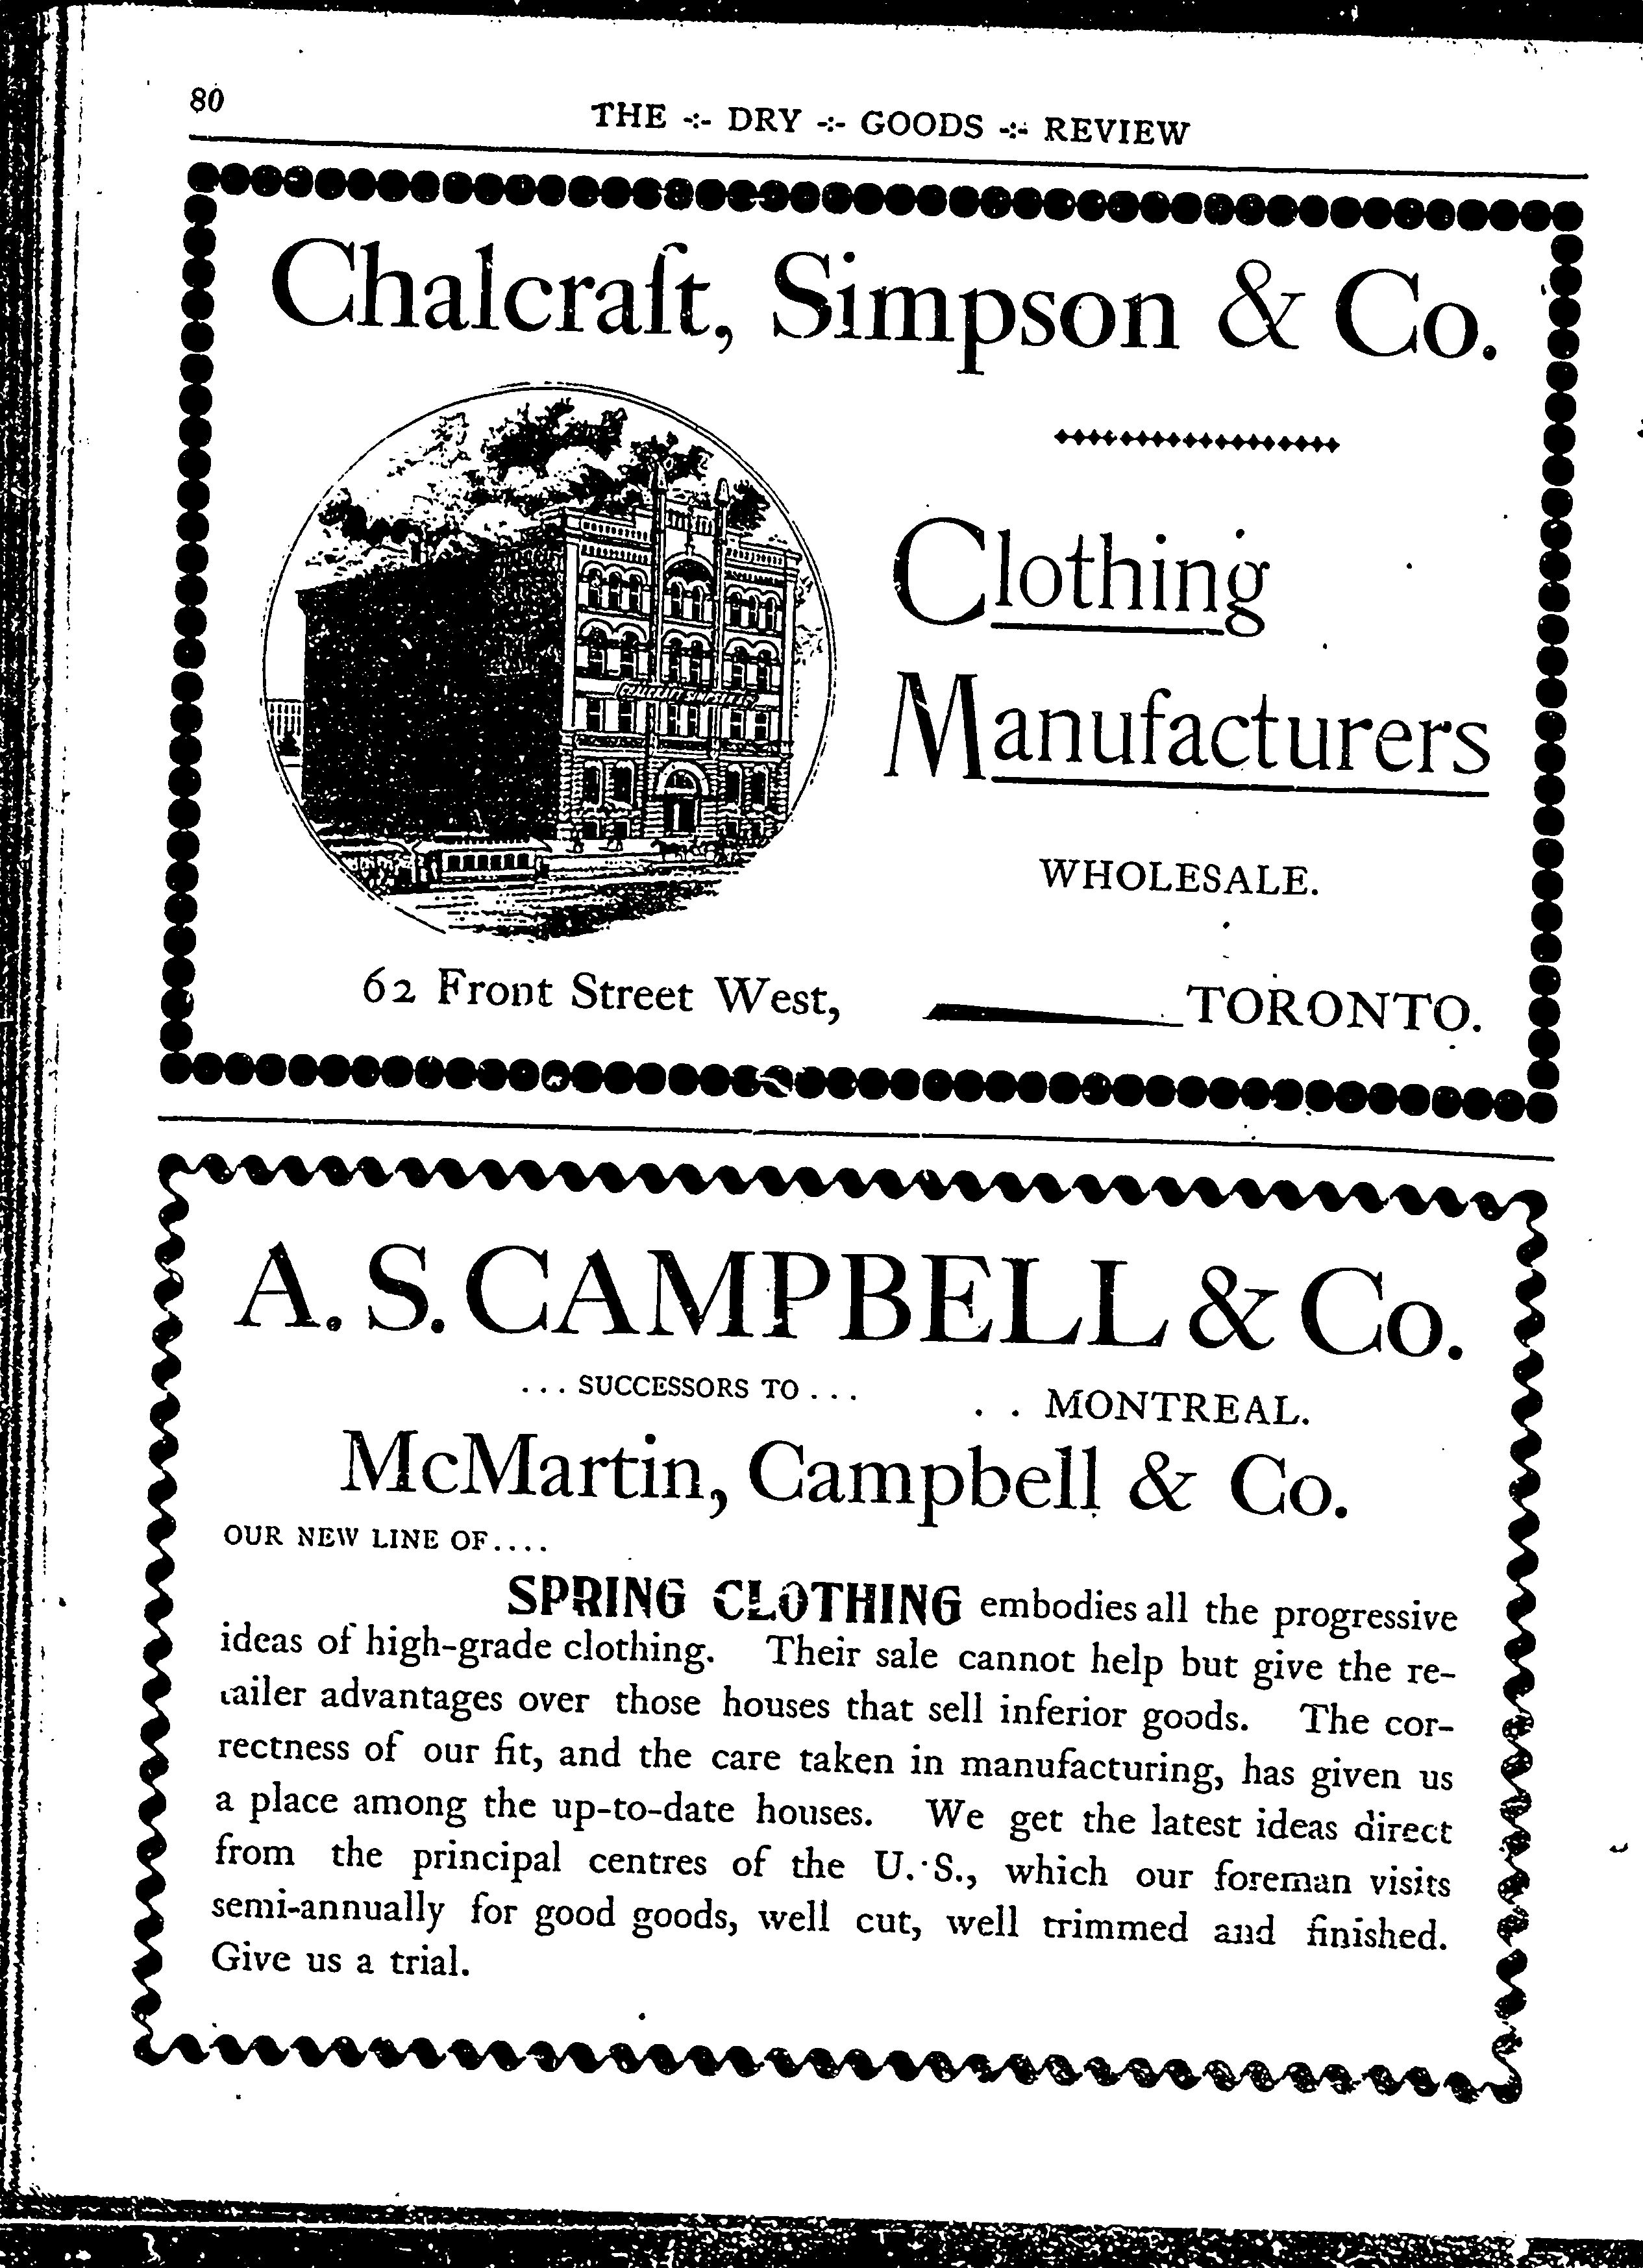 80
THE -:- DRY -:- GOODS -:- REVIEW
Chalcraft, Simpson & Co.
Clothing
Manufacturers
WHOLESALE.
62 Front Street West,
TORONTO.
A. S. CAMPBELL & Co.
... SUCCESSORS TO ...
. . MONTREAL.
McMartin, Campbell & Co.
OUR NEW LINE OF....
SPRING CLOTHING embodies all the progressive
ideas of high-grade clothing. Their sale cannot help but give the re-
tailer advantages over those houses that sell inferior goods. The cor-
rectness of our fit, and the care taken in manufacturing, has given us
a place among the up-to-date houses. We get the latest ideas direct
from the principal centres of the U. S., which our foreman visits
semi-annually for good goods, well cut, well trimmed and finished.
Give us a trial.